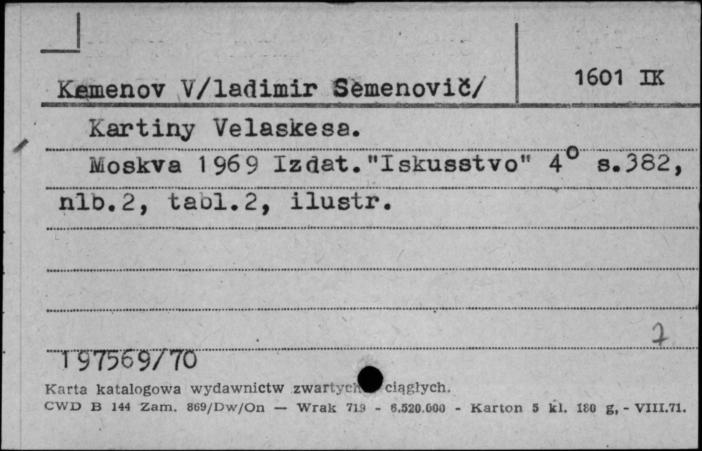 Kemenov V/ladimir Semenovič/ 1601 IK
Kartiny Velaskesa.
Moskva 1969 Izdat."Iskusstvo" 4° s.382,
nlb.2, tabl.2, ilustr.
2
197569/70
Karta katalogowa wydawnictw zwartych ciągłych.
CWD B 144 Zam. 869/Dw/On — Wrak 719 - 6.520.000 - Karton 5 kl. 180 g, - VIII.71.